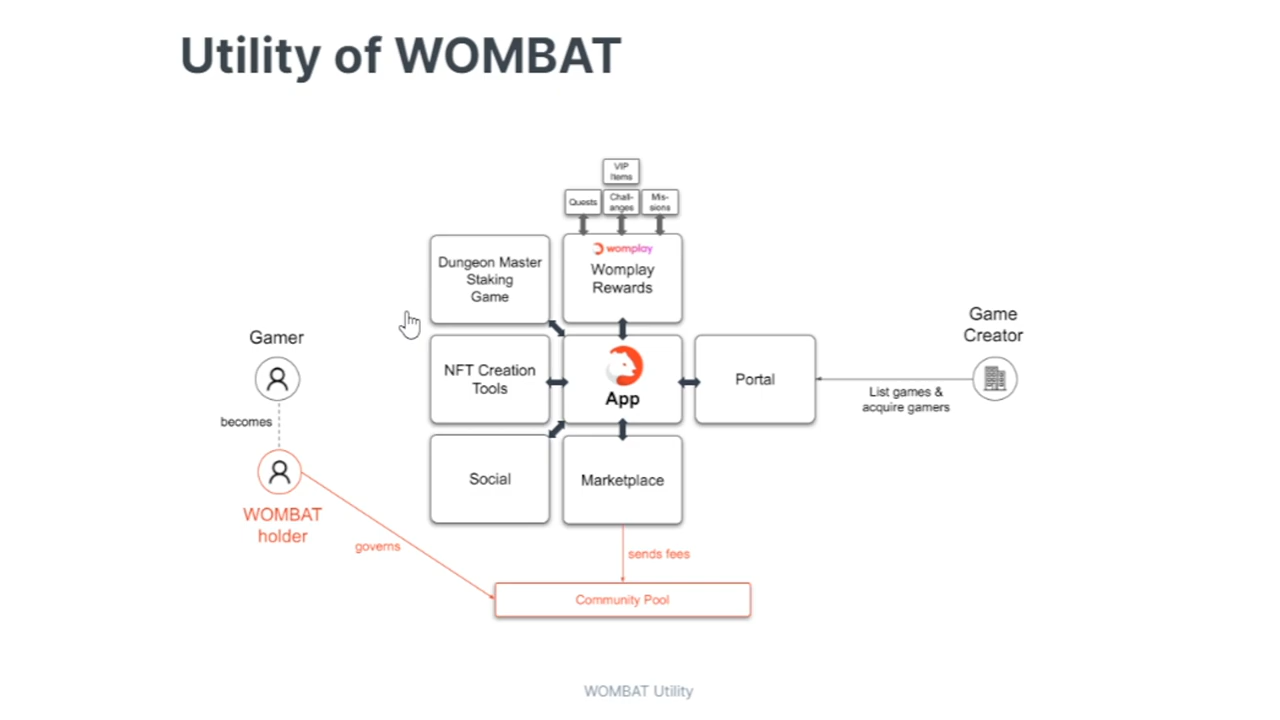 Utility of WOMBAT
VIP
Items
Quests
Chall-
anges
Mis-
sions
womplay
Womplay
Rewards
Dungeon Master
Staking
Game
Gamer
becomes
WOMBAT
holder
governs
NFT Creation
Tools
App
Portal
Game
Creator
List games &
acquire gamers
Social
Marketplace
sends fees
Community Pool
WOMBAT Utility